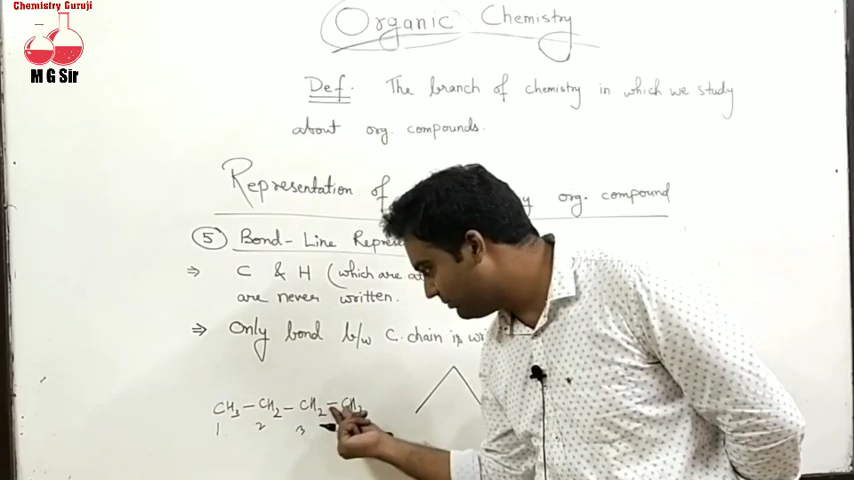 Chemistry Guruji
M G Sir
Organic Chemistry
Def. The branch of chemistry in which we study
about org. compounds.
Representation of org. compound
5 Bond-Line
⇒ C & H (which are
are never written.
⇒ Only bond b/w C. chain is
CH3 - CH2 - CH2 - CH3
1 2 3